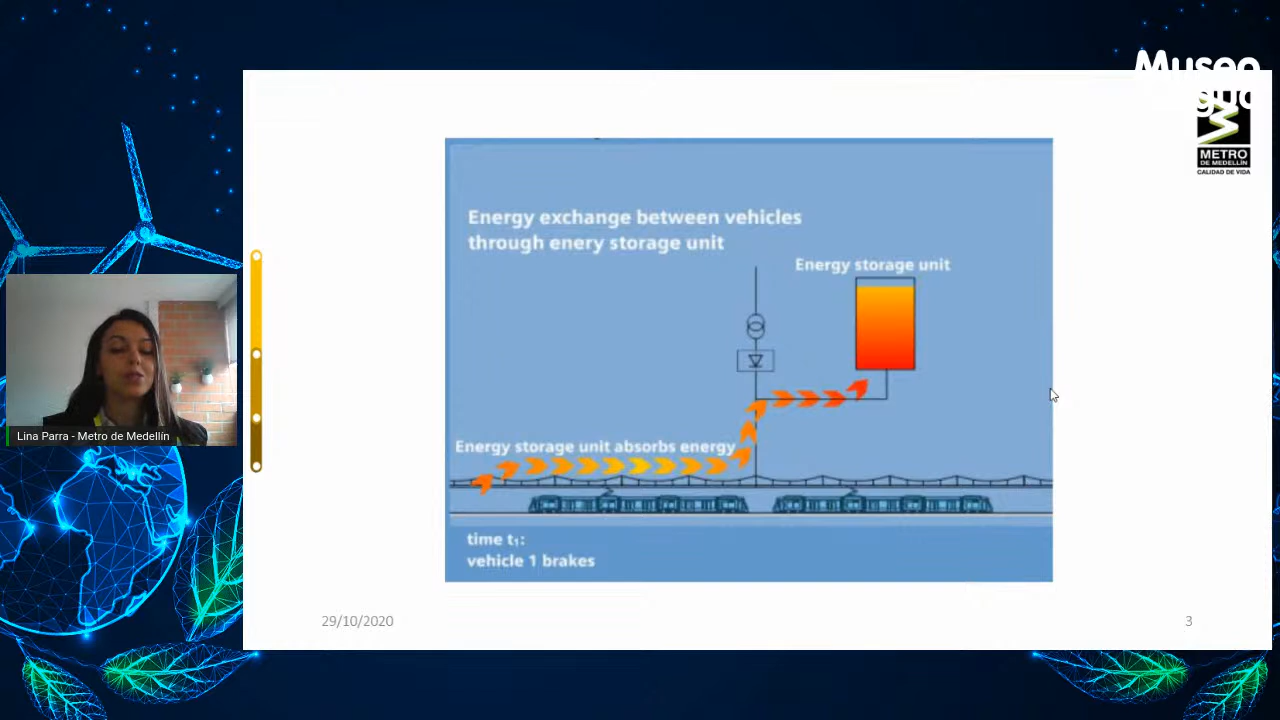 Museo
METRO
DE MEDELLÍN
CALIDAD DE VIDA
Energy exchange between vehicles
through enery storage unit
Energy storage unit
Energy storage unit absorbs energy
Lina Parra - Metro de Medellín
time t₁:
vehicle 1 brakes
29/10/2020
3